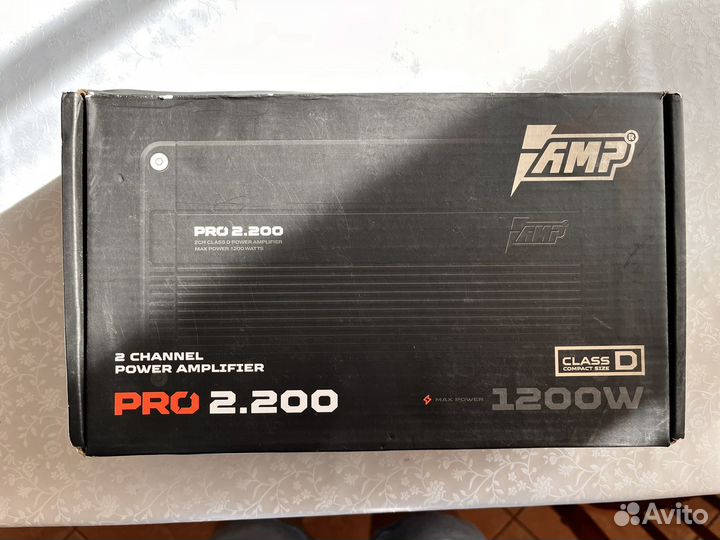 AMP®
PRO 2.200
2CH CLASS D POWER AMPLIFIER
MAX POWER 1200 WATTS
AMP
2 CHANNEL
POWER AMPLIFIER
CLASS D
COMPACT SIZE
PRO 2.200
MAX POWER 1200W
Avito